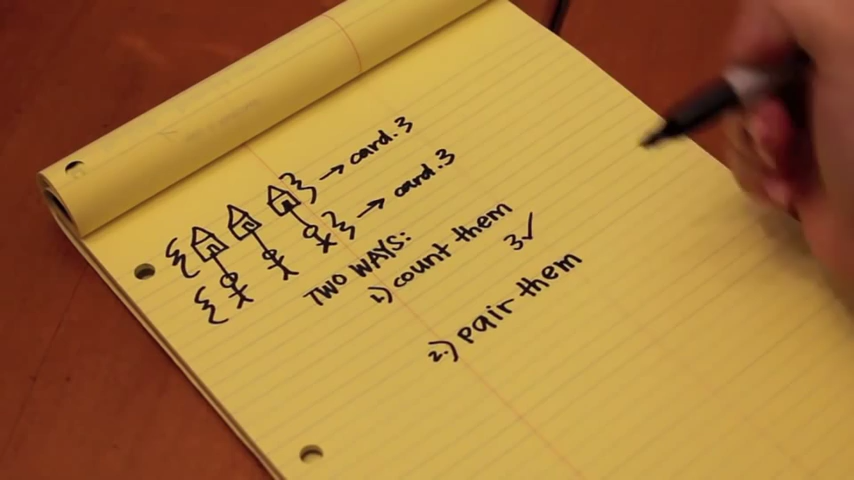 { } → card. 3
{ } → card. 3
TWO WAYS:
1.) count them
3✓
2.) pair them